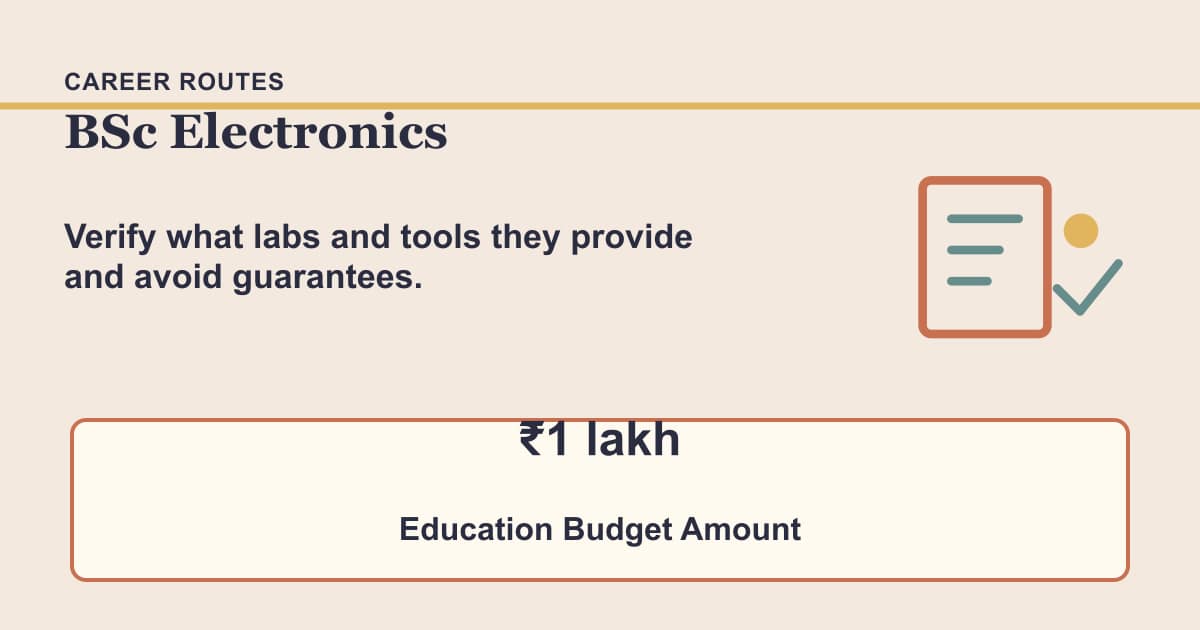 CAREER ROUTES
BSc Electronics
Verify what labs and tools they provide
and avoid guarantees.
₹1 lakh
Education Budget Amount